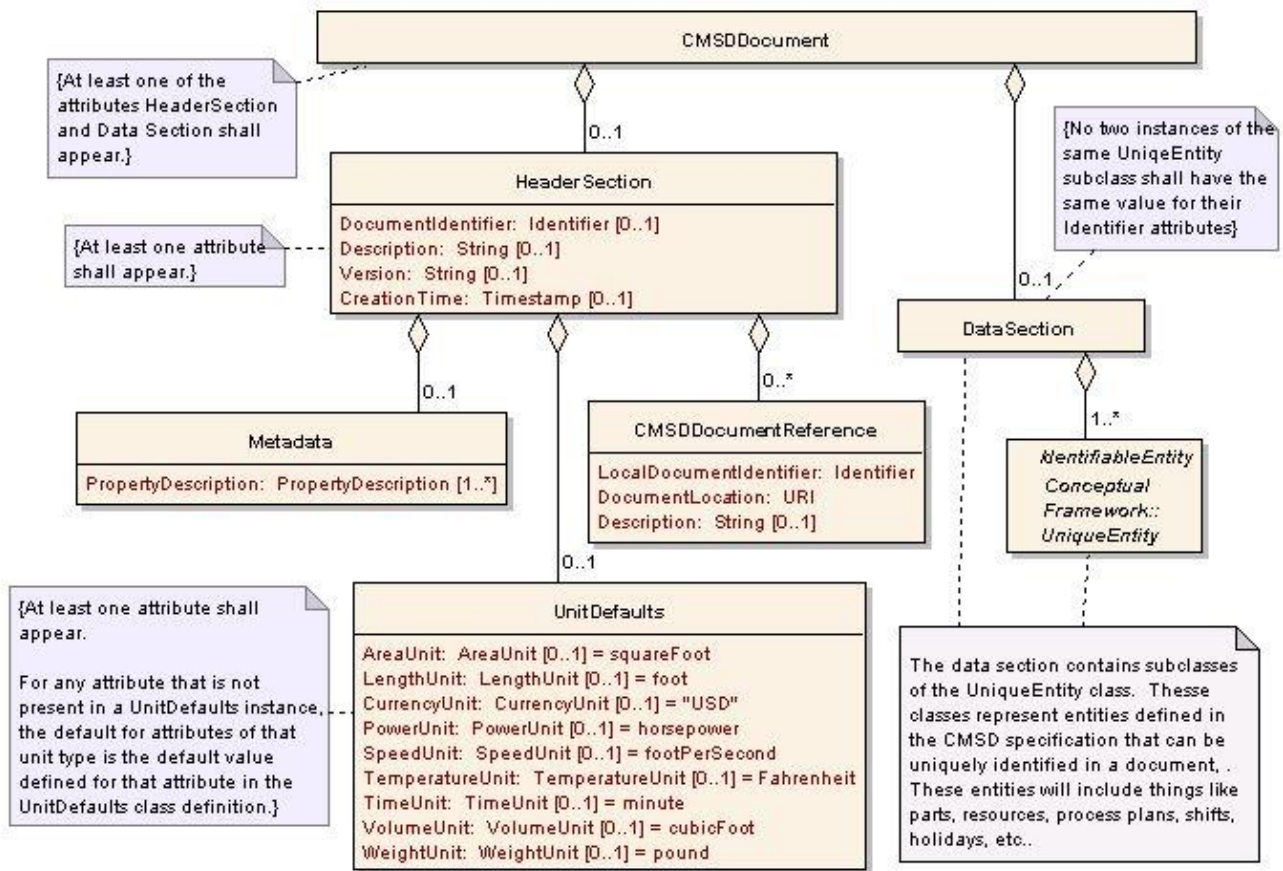 CMSDDocument
{At least one of the
attributes HeaderSection
and Data Section shall
appear.}
0..1
{No two instances of the
same UniqeEntity
subclass shall have the
same value for their
Identifier attributes}
HeaderSection
DocumentIdentifier: Identifier [0..1]
Description: String [0..1]
Version: String [0..1]
CreationTime: Timestamp [0..1]
{At least one attribute
shall appear.}
0..1
DataSection
0..1
0..*
1..*
Metadata
PropertyDescription: PropertyDescription [1..*]
CMSDDocumentReference
LocalDocumentIdentifier: Identifier
DocumentLocation: URI
Description: String [0..1]
IdentifiableEntity
Conceptual
Framework::
UniqueEntity
0..1
{At least one attribute shall
appear.
For any attribute that is not
present in a UnitDefaults instance,
the default for attributes of that
unit type is the default value
defined for that attribute in the
UnitDefaults class definition.}
UnitDefaults
AreaUnit: AreaUnit [0..1] = squareFoot
LengthUnit: LengthUnit [0..1] = foot
CurrencyUnit: CurrencyUnit [0..1] = "USD"
PowerUnit: PowerUnit [0..1] = horsepower
SpeedUnit: SpeedUnit [0..1] = footPerSecond
TemperatureUnit: TemperatureUnit [0..1] = Fahrenheit
TimeUnit: TimeUnit [0..1] = minute
VolumeUnit: VolumeUnit [0..1] = cubicFoot
WeightUnit: WeightUnit [0..1] = pound
The data section contains subclasses
of the UniqueEntity class. Thesse
classes represent entities defined in
the CMSD specification that can be
uniquely identified in a document, .
These entities will include things like
parts, resources, process plans, shifts,
holidays, etc..